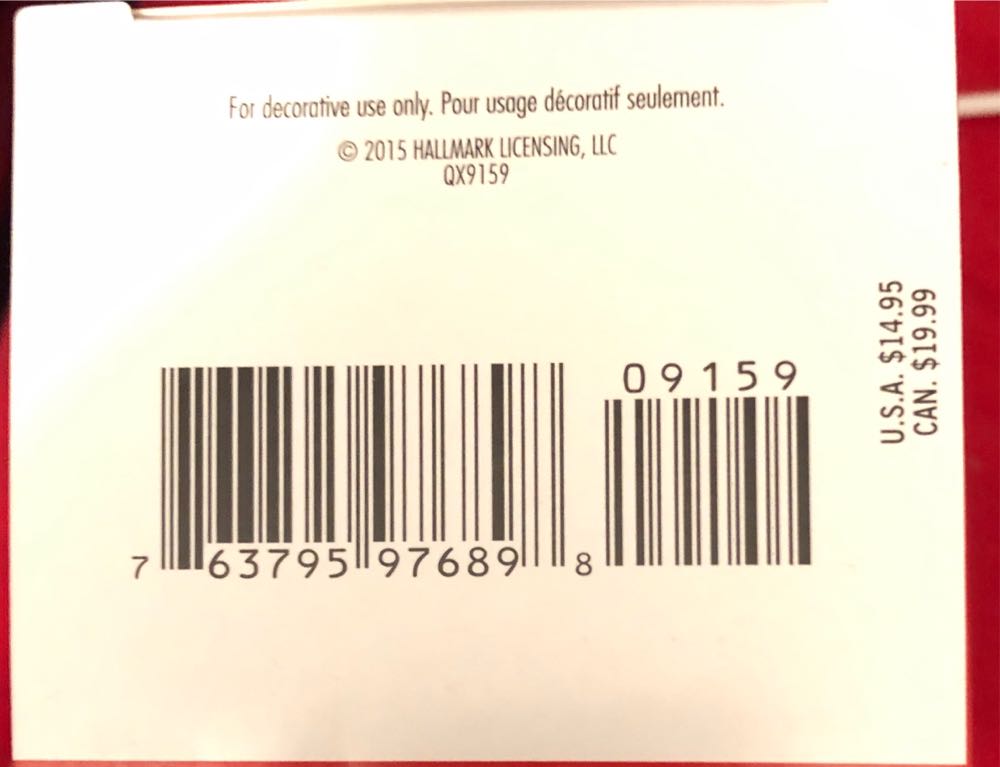 For decorative use only. Pour usage décoratif seulement.
© 2015 HALLMARK LICENSING, LLC
QX9159
U.S.A. $14.95
CAN. $19.99
09159
7 63795 97689 8